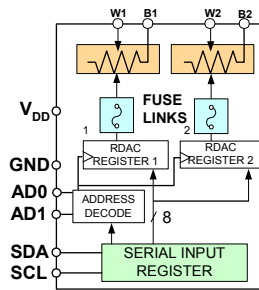 W1 B1 W2 B2
V_DD
FUSE
LINKS
1 2
RDAC
REGISTER 1
RDAC
REGISTER 2
GND
AD0
AD1
ADDRESS
DECODE
8
SDA
SCL
SERIAL INPUT
REGISTER